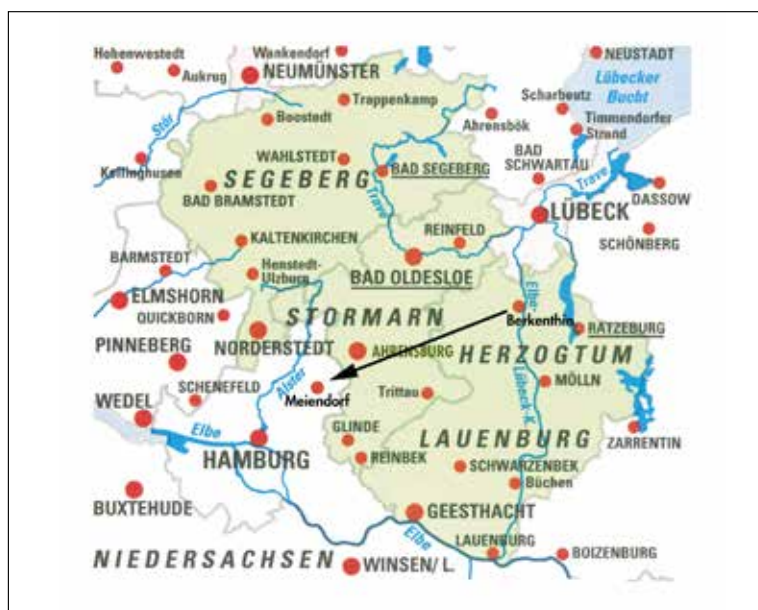 Hohenwestedt
Wankendorf
NEUSTADT
Aukrug
NEUMÜNSTER
Lübecker
Bucht
Trappenkamp
Scharbeutz
Stör
Boostedt
Ahrensbök
Timmendorfer
Strand
Kellinghusen
WAHLSTEDT
BAD SEGEBERG
BAD
SCHWARTAU
Trave
SEGEBERG
BAD BRAMSTEDT
Trave
DASSOW
LÜBECK
KALTENKIRCHEN
REINFELD
SCHÖNBERG
BARMSTEDT
Henstedt-
Ulzburg
BAD OLDESLOE
Elbe-
ELMSHORN
QUICKBORN
STORMARN
Berkenthin
RATZEBURG
NORDERSTEDT
AHRENSBURG
HERZOGTUM
PINNEBERG
SCHENEFELD
Alster
Meiendorf
Trittau
Lübeck-K.
MÖLLN
WEDEL
Elbe
GLINDE
LAUENBURG
ZARRENTIN
HAMBURG
REINBEK
SCHWARZENBEK
Büchen
BUXTEHUDE
GEESTHACHT
Elbe
LAUENBURG
NIEDERSACHSEN
WINSEN/L.
BOIZENBURG